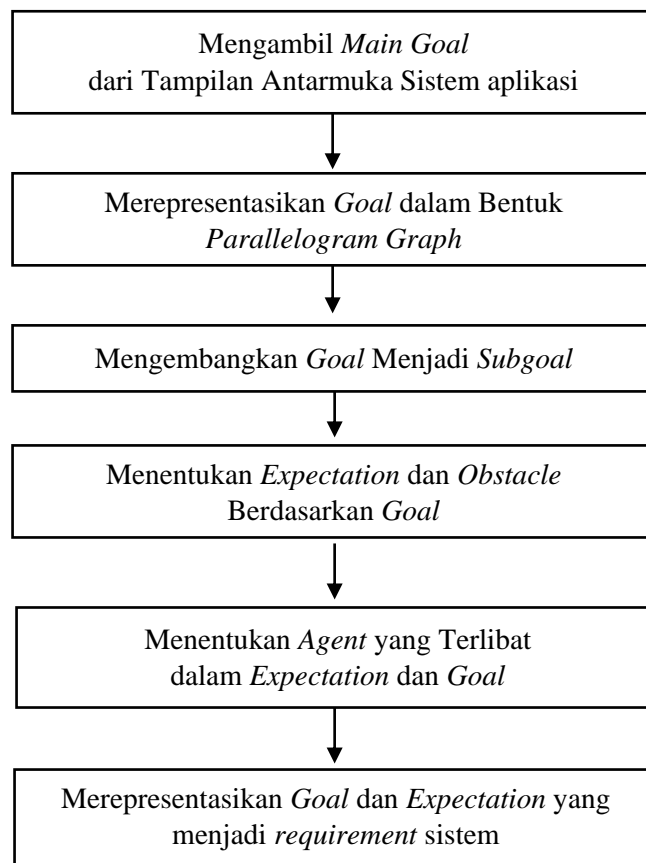 Mengambil Main Goal
dari Tampilan Antarmuka Sistem aplikasi
Merepresentasikan Goal dalam Bentuk
Parallelogram Graph
Mengembangkan Goal Menjadi Subgoal
Menentukan Expectation dan Obstacle
Berdasarkan Goal
Menentukan Agent yang Terlibat
dalam Expectation dan Goal
Merepresentasikan Goal dan Expectation yang
menjadi requirement sistem